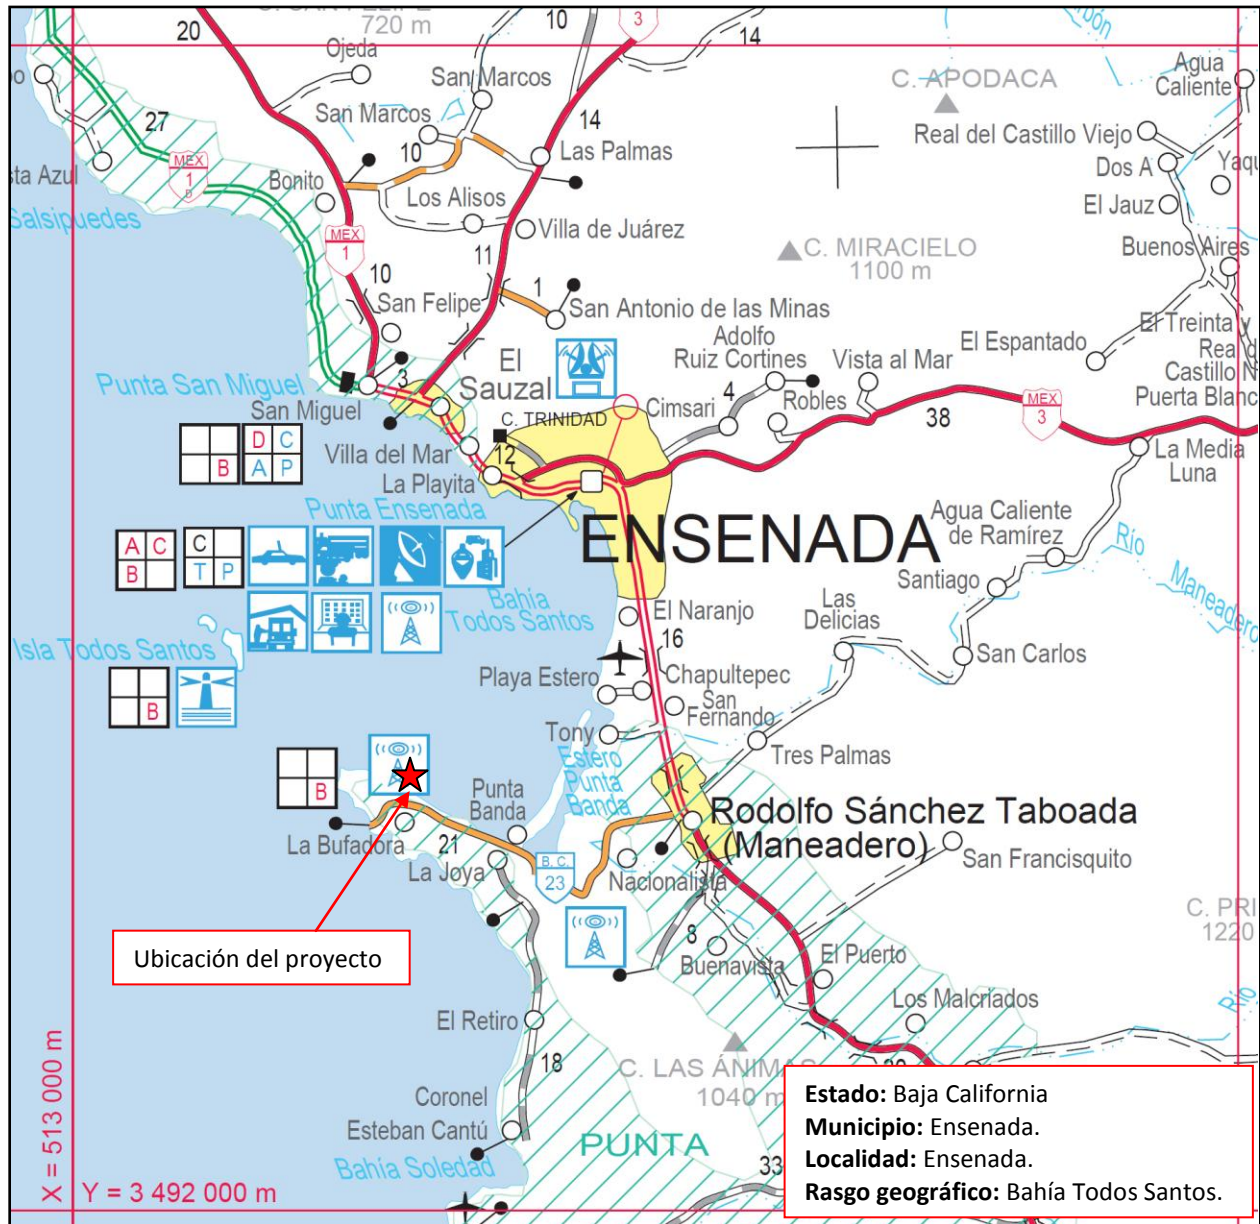 C. SAN FELIPE
720 m
20
10
3
14
Ojeda
San Marcos
San Marcos
C. APODACA
Agua
Caliente
Real del Castillo Viejo
Dos A
El Jauz
Buenos Aires
27
MEX
1
D
14
10
Las Palmas
Bonito
Los Alisos
Villa de Juárez
Salsipuedes
MEX
1
10
11
1
San Felipe
San Antonio de las Minas
C. MIRACIELO
1100 m
El Espantado
El Treinta y
Real d
Castillo N
Puerta Blanc
Adolfo
Ruiz Cortines
Vista al Mar
4
Robles
38
MEX
3
La Media
Luna
Punta San Miguel
3
El
Sauzal
San Miguel
C. TRINIDAD
Cimsari
Villa del Mar
12
La Playita
B
D C
A P
Punta Ensenada
ENSENADA
A C
B
C
T P
Agua Caliente
de Ramírez
Río
Maneadero
Santiago
San Carlos
Las
Delicias
Bahía
Todos Santos
El Naranjo
16
Isla Todos Santos
B
Playa Estero
Chapultepec
San
Fernando
Tony
Tres Palmas
Estero
Punta
Banda
B
Punta
Banda
La Bufadora
21
La Joya
B. C.
23
Rodolfo Sánchez Taboada
(Maneadero)
San Francisquito
Nacionalista
Ubicación del proyecto
8
Buenavista
El Puerto
C. PRI
1220
Los Malcriados
Río
El Retiro
18
C. LAS ÁNIMAS
1040 m
Coronel
Esteban Cantú
PUNTA
Bahía Soledad
33
X = 513 000 m
Y = 3 492 000 m
Estado: Baja California
Municipio: Ensenada.
Localidad: Ensenada.
Rasgo geográfico: Bahía Todos Santos.